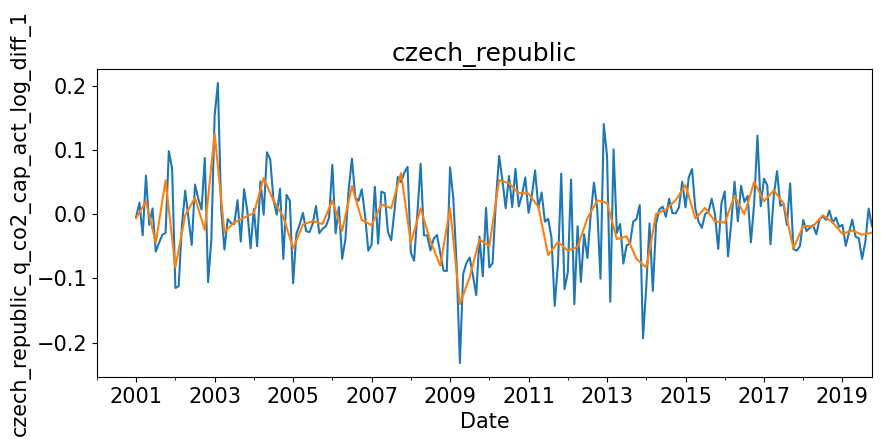 czech_republic
czech_republic_q_co2_cap_act_log_diff_1
0.2
0.1
0.0
−0.1
−0.2
2001 2003 2005 2007 2009 2011 2013 2015 2017 2019
Date